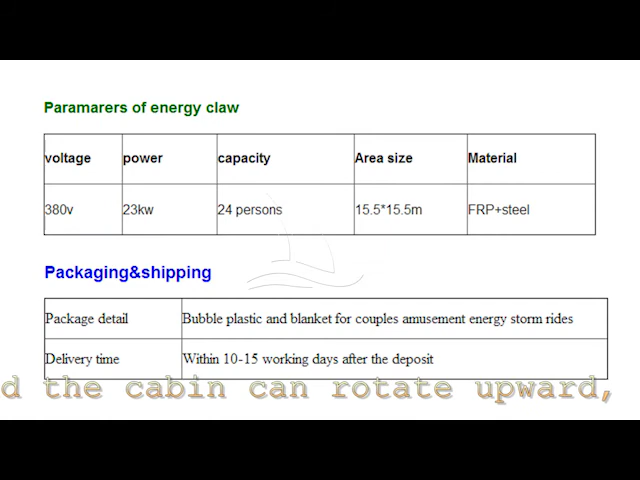 Paramarers of energy claw
voltage power capacity Area size Material
380v 23kw 24 persons 15.5*15.5m FRP+steel
Packaging&shipping
Package detail Bubble plastic and blanket for couples amusement energy storm rides
Delivery time Within 10-15 working days after the deposit
d the cabin can rotate upward,